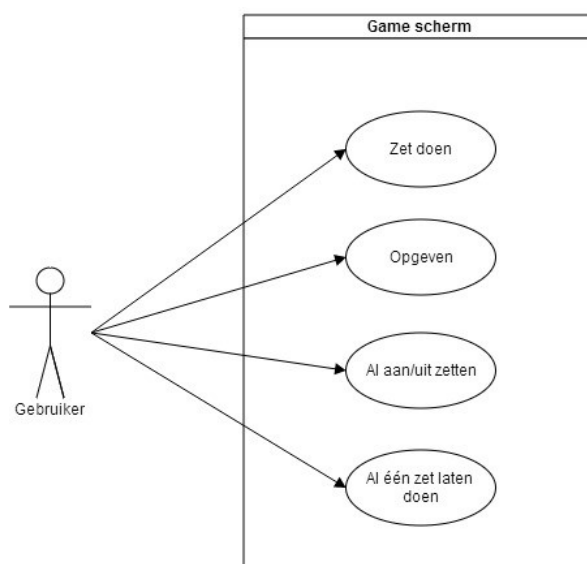 Game scherm
Zet doen
Opgeven
AI aan/uit zetten
AI één zet laten
doen
Gebruiker